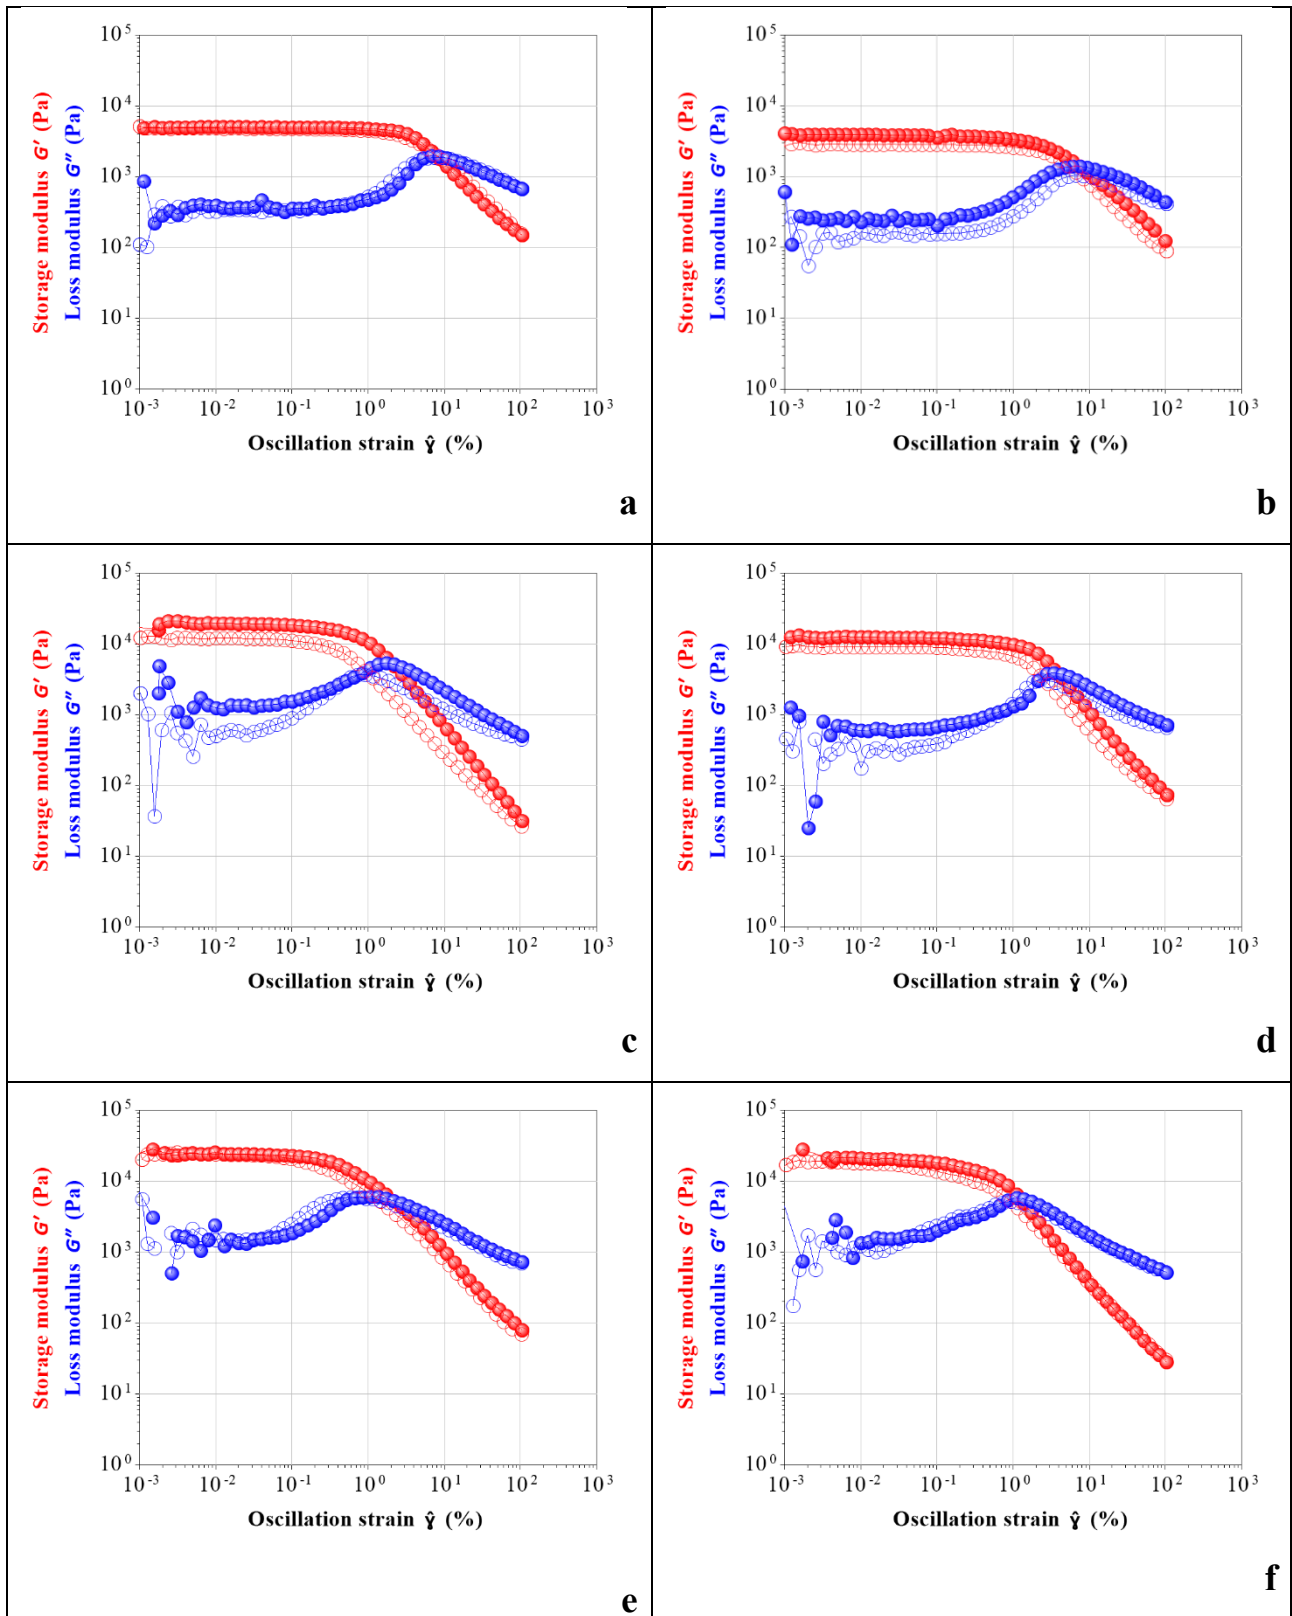 Storage modulus G′ (Pa)
Loss modulus G″ (Pa)
10⁵
10⁴
10³
10²
10¹
10⁰
10⁻³ 10⁻² 10⁻¹ 10⁰ 10¹ 10² 10³
Oscillation strain γ̂ (%)
a
Storage modulus G′ (Pa)
Loss modulus G″ (Pa)
10⁵
10⁴
10³
10²
10¹
10⁰
10⁻³ 10⁻² 10⁻¹ 10⁰ 10¹ 10² 10³
Oscillation strain γ̂ (%)
b
Storage modulus G′ (Pa)
Loss modulus G″ (Pa)
10⁵
10⁴
10³
10²
10¹
10⁰
10⁻³ 10⁻² 10⁻¹ 10⁰ 10¹ 10² 10³
Oscillation strain γ̂ (%)
c
Storage modulus G′ (Pa)
Loss modulus G″ (Pa)
10⁵
10⁴
10³
10²
10¹
10⁰
10⁻³ 10⁻² 10⁻¹ 10⁰ 10¹ 10² 10³
Oscillation strain γ̂ (%)
d
Storage modulus G′ (Pa)
Loss modulus G″ (Pa)
10⁵
10⁴
10³
10²
10¹
10⁰
10⁻³ 10⁻² 10⁻¹ 10⁰ 10¹ 10² 10³
Oscillation strain γ̂ (%)
e
Storage modulus G′ (Pa)
Loss modulus G″ (Pa)
10⁵
10⁴
10³
10²
10¹
10⁰
10⁻³ 10⁻² 10⁻¹ 10⁰ 10¹ 10² 10³
Oscillation strain γ̂ (%)
f